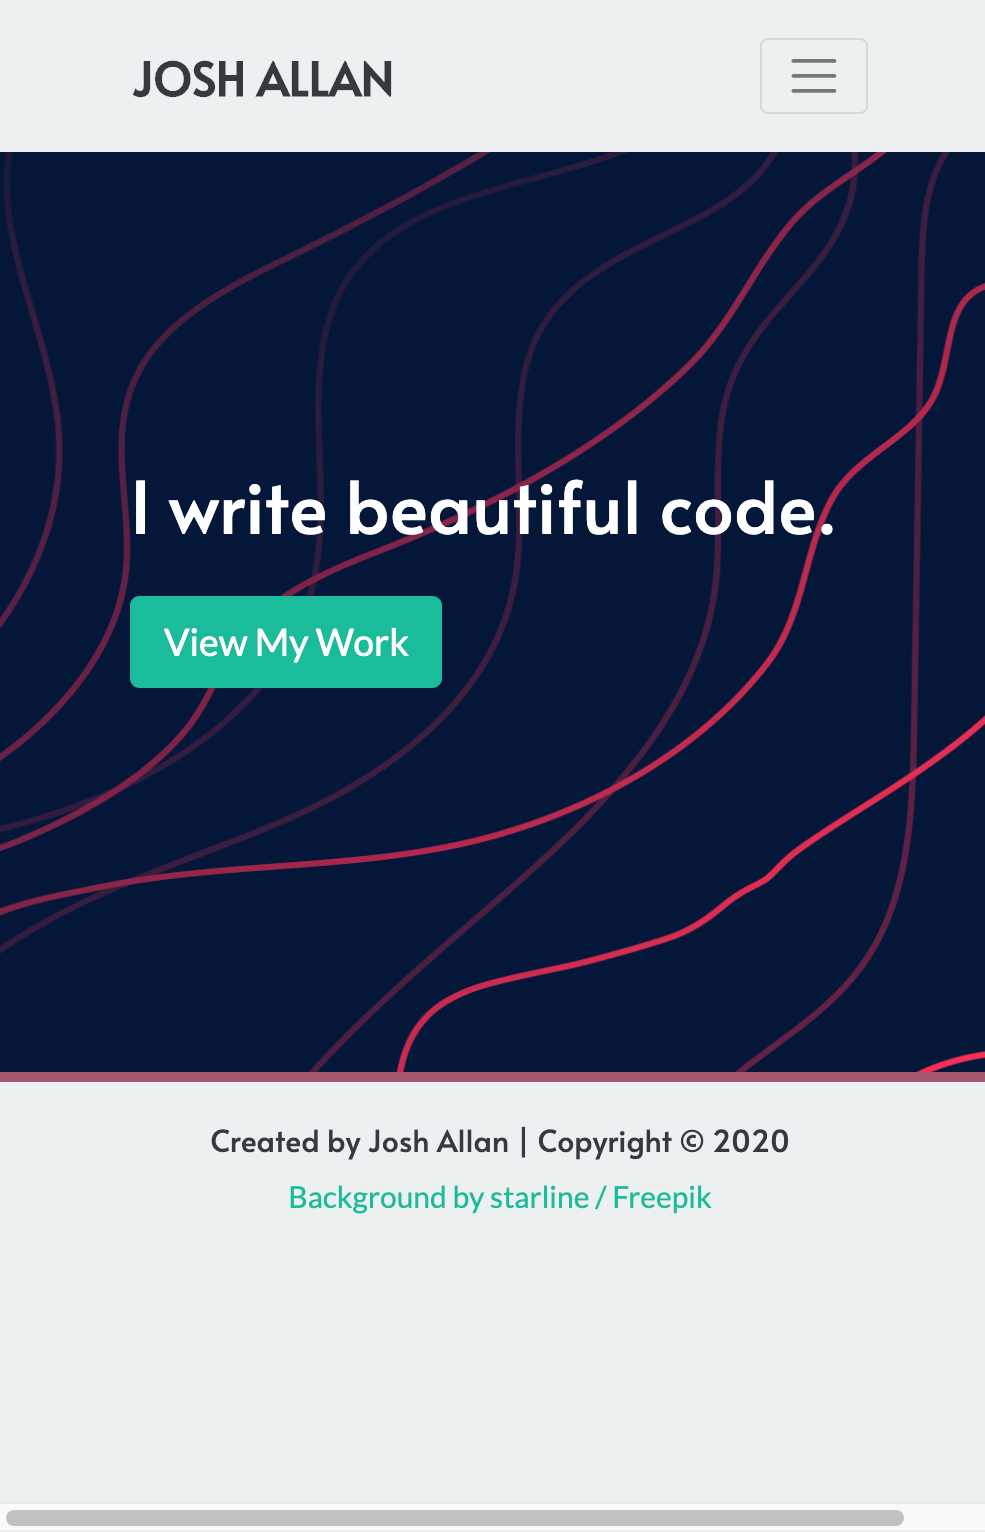 JOSH ALLAN
I write beautiful code.
View My Work
Created by Josh Allan | Copyright © 2020
Background by starline / Freepik